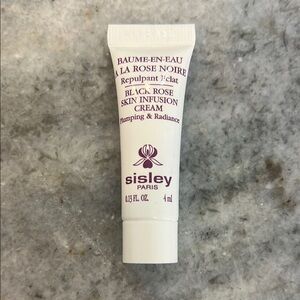 BAUME-EN-EAU
À LA ROSE NOIRE
Repulpant Éclat
BLACK ROSE
SKIN INFUSION
CREAM
Plumping & Radiance
sisley
PARIS
0.13 FL. OZ. 4 ml